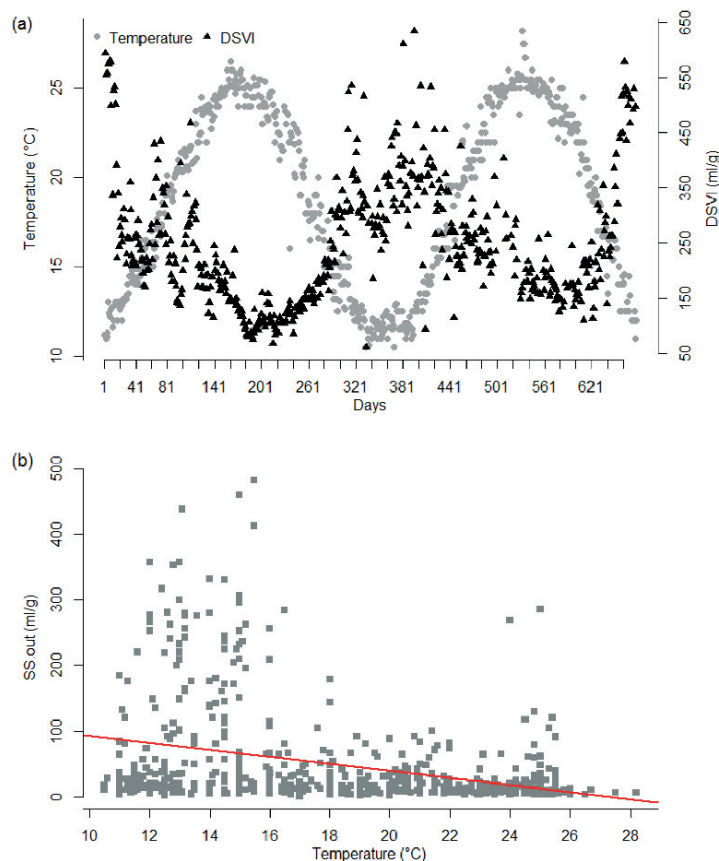 (a)
Temperature DSVI
Temperature (°C)
25
20
15
10
650
550
450
350
250
150
50
DSVI (ml/g)
1 41 81 141 201 261 321 381 441 501 561 621
Days
(b)
SS out (ml/g)
500
400
300
200
100
0
10 12 14 16 18 20 22 24 26 28
Temperature (°C)